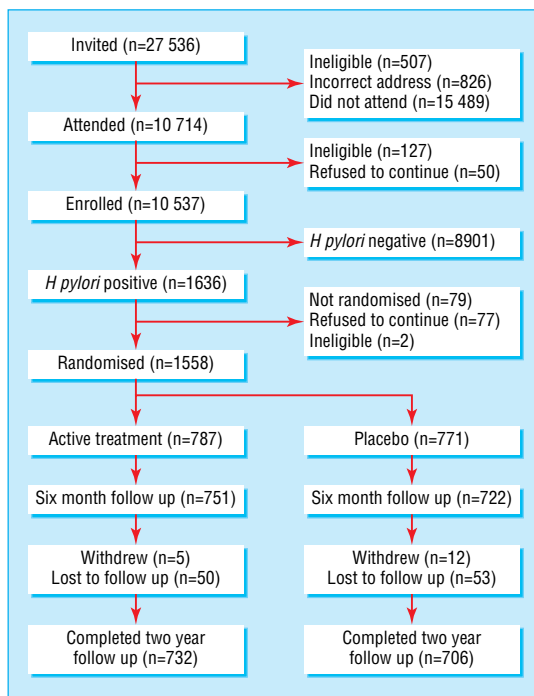 Invited (n=27 536)
Ineligible (n=507)
Incorrect address (n=826)
Did not attend (n=15 489)
Attended (n=10 714)
Ineligible (n=127)
Refused to continue (n=50)
Enrolled (n=10 537)
H pylori negative (n=8901)
H pylori positive (n=1636)
Not randomised (n=79)
Refused to continue (n=77)
Ineligible (n=2)
Randomised (n=1558)
Active treatment (n=787)
Placebo (n=771)
Six month follow up (n=751)
Six month follow up (n=722)
Withdrew (n=5)
Lost to follow up (n=50)
Withdrew (n=12)
Lost to follow up (n=53)
Completed two year
follow up (n=732)
Completed two year
follow up (n=706)